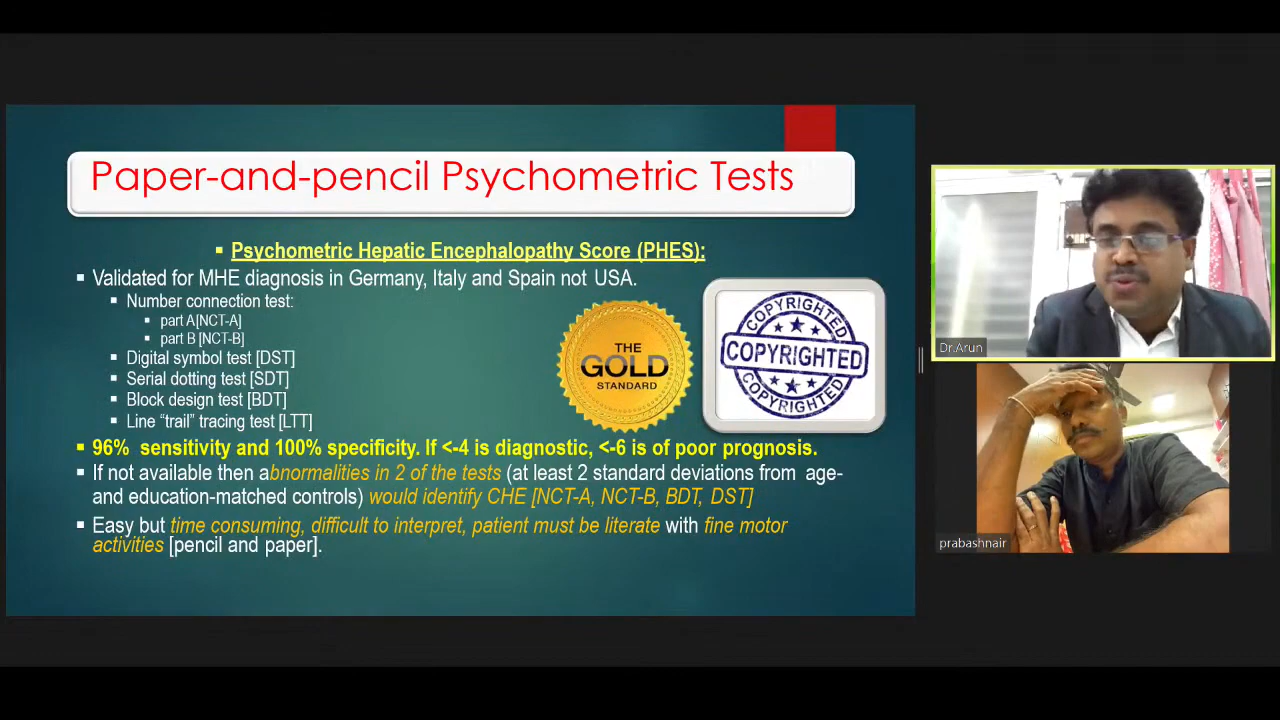 Paper-and-pencil Psychometric Tests
Psychometric Hepatic Encephalopathy Score (PHES):
Validated for MHE diagnosis in Germany, Italy and Spain not USA.
Number connection test:
part A[NCT-A]
part B [NCT-B]
Digital symbol test [DST]
Serial dotting test [SDT]
Block design test [BDT]
Line “trail” tracing test [LTT]
THE
GOLD
STANDARD
COPYRIGHTED
COPYRIGHTED
COPYRIGHTED
96% sensitivity and 100% specificity. If <-4 is diagnostic, <-6 is of poor prognosis.
If not available then abnormalities in 2 of the tests (at least 2 standard deviations from age-
and education-matched controls) would identify CHE [NCT-A, NCT-B, BDT, DST]
Easy but time consuming, difficult to interpret, patient must be literate with fine motor
activities [pencil and paper].
Dr.Arun
prabashnair